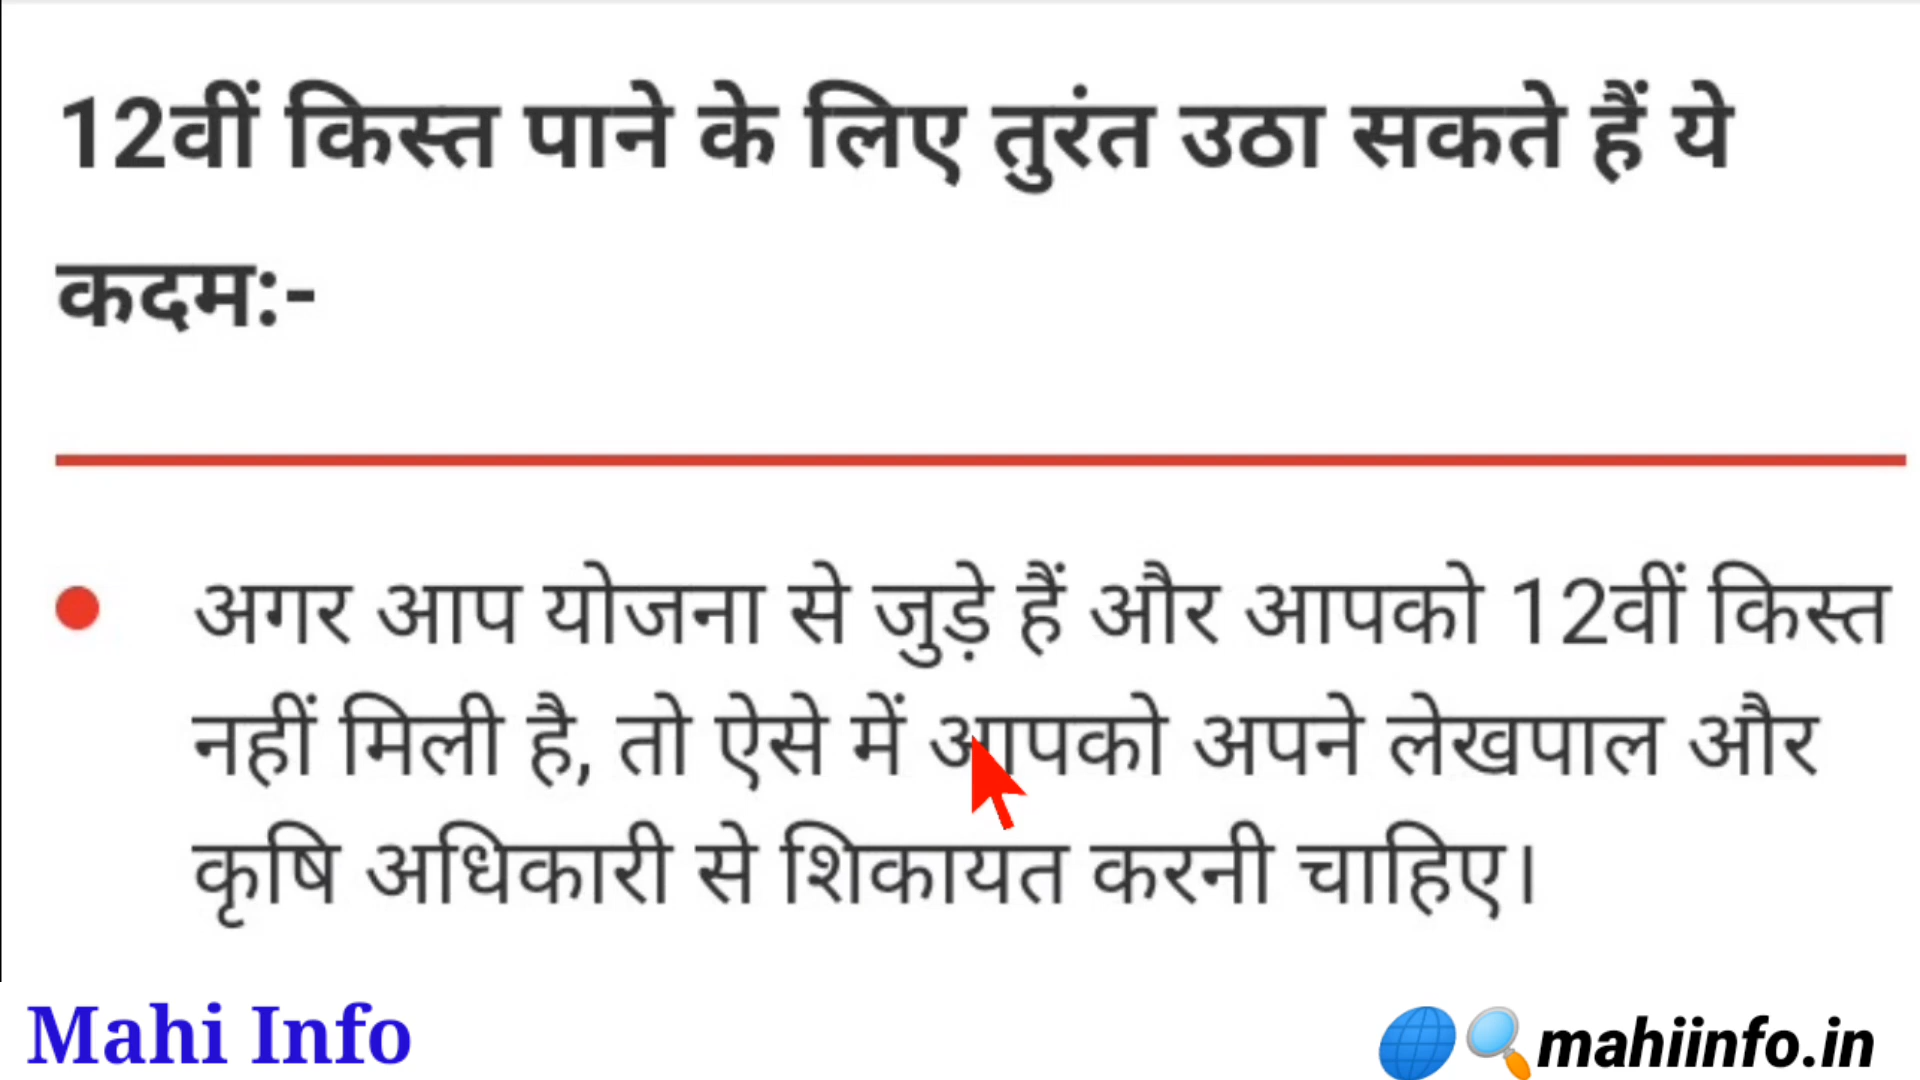 12वीं किस्त पाने के लिए तुरंत उठा सकते हैं ये
कदम:-
अगर आप योजना से जुड़े हैं और आपको 12वीं किस्त
नहीं मिली है, तो ऐसे में आपको अपने लेखपाल और
कृषि अधिकारी से शिकायत करनी चाहिए।
Mahi Info
mahiinfo.in